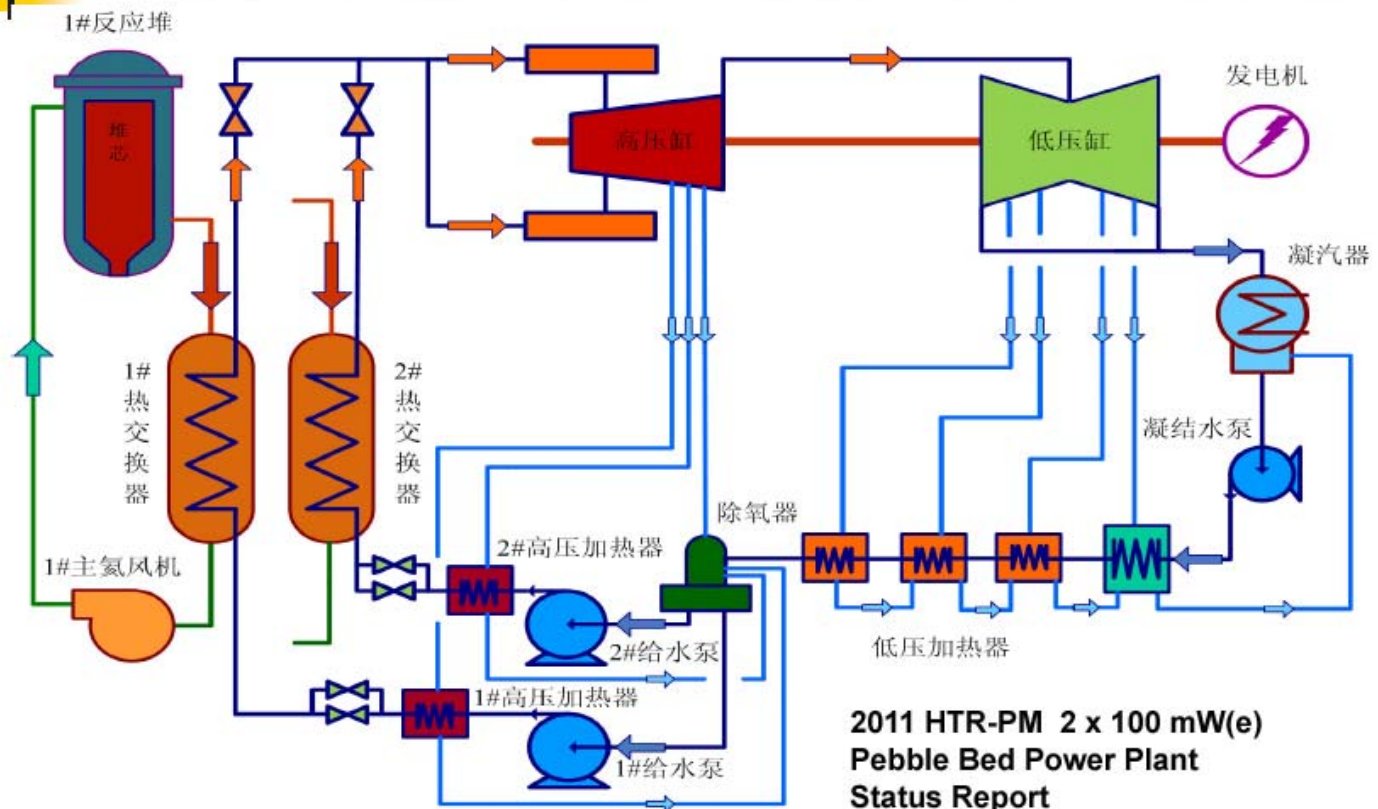 1#反应堆
堆
芯
高压缸
低压缸
发电机
凝汽器
1#
热
交
换
器
2#
热
交
换
器
凝结水泵
除氧器
1#主氦风机
2#高压加热器
2#给水泵
低压加热器
1#高压加热器
1#给水泵
2011 HTR-PM 2 x 100 mW(e)
Pebble Bed Power Plant
Status Report